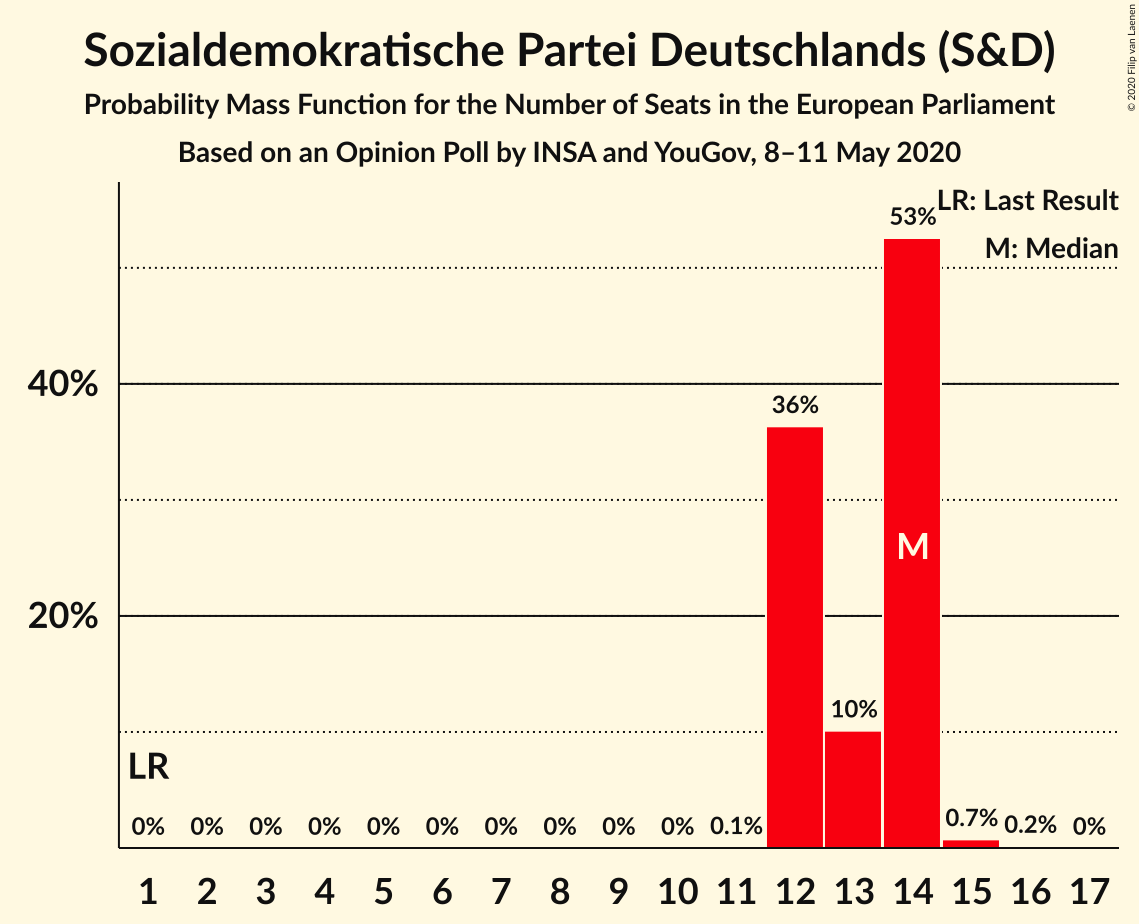 Sozialdemokratische Partei Deutschlands (S&D)
Probability Mass Function for the Number of Seats in the European Parliament
Based on an Opinion Poll by INSA and YouGov, 8–11 May 2020
© 2020 Filip van Laenen
LR: Last Result
M: Median
53%
40%
36%
M
20%
10%
LR
0% 0% 0% 0% 0% 0% 0% 0% 0% 0% 0.1% 0.7% 0.2% 0%
1 2 3 4 5 6 7 8 9 10 11 12 13 14 15 16 17